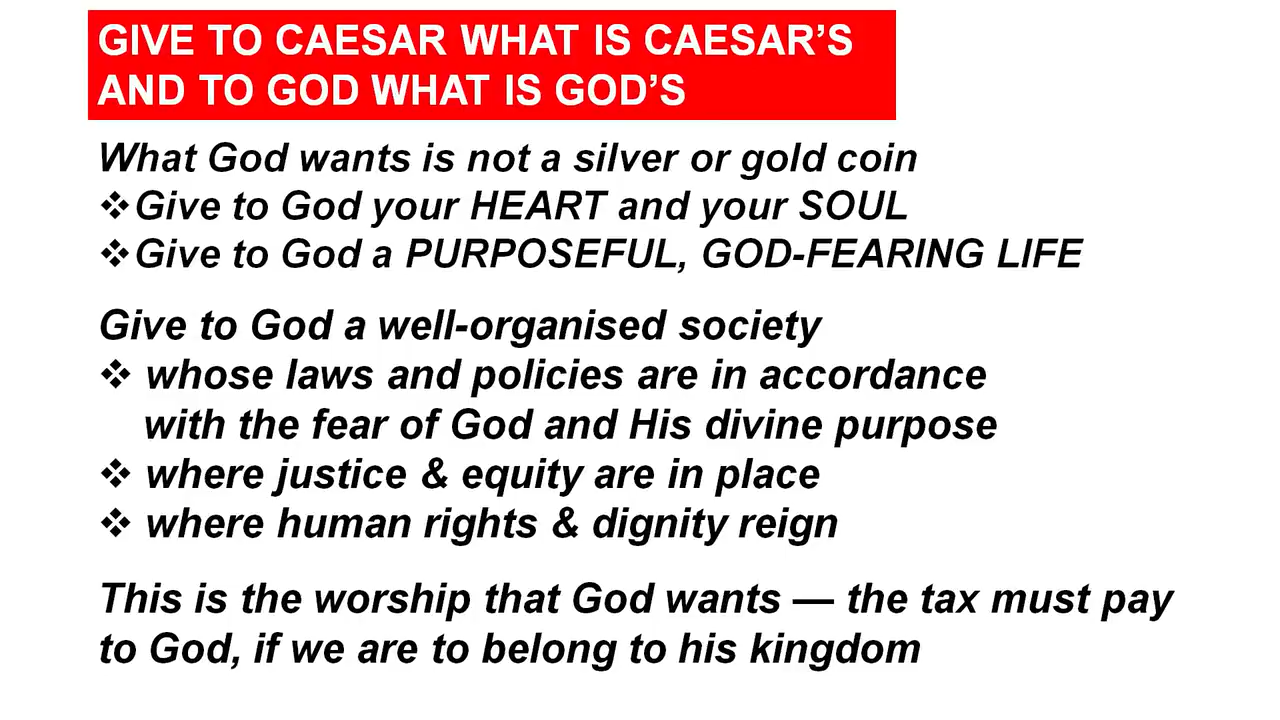 GIVE TO CAESAR WHAT IS CAESAR’S
AND TO GOD WHAT IS GOD’S
What God wants is not a silver or gold coin
❖Give to God your HEART and your SOUL
❖Give to God a PURPOSEFUL, GOD-FEARING LIFE
Give to God a well-organised society
❖ whose laws and policies are in accordance
with the fear of God and His divine purpose
❖ where justice & equity are in place
❖ where human rights & dignity reign
This is the worship that God wants — the tax must pay
to God, if we are to belong to his kingdom